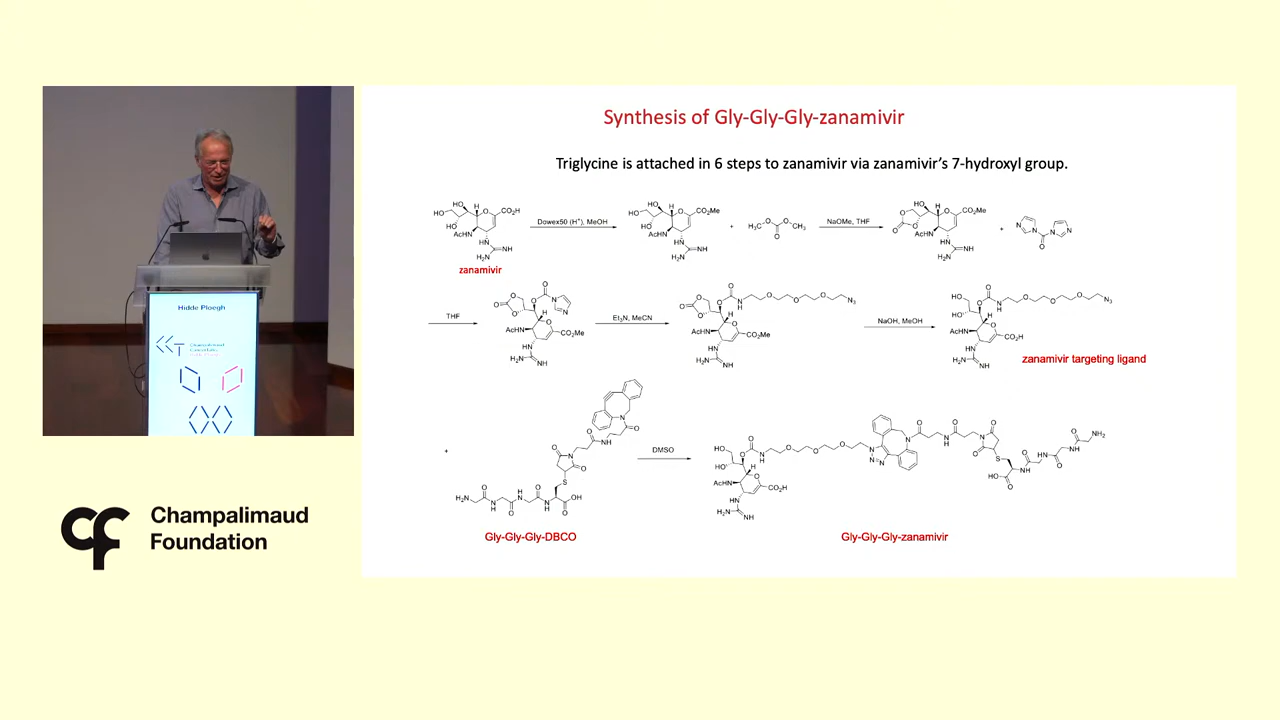 Synthesis of Gly-Gly-Gly-zanamivir
Triglycine is attached in 6 steps to zanamivir via zanamivir's 7-hydroxyl group.
Dowex50 (H⁺), MeOH
NaOMe, THF
zanamivir
THF
Et₃N, MeCN
NaOH, MeOH
zanamivir targeting ligand
DMSO
Gly-Gly-Gly-DBCO
Gly-Gly-Gly-zanamivir
Hidde Ploegh
Champalimaud
Foundation